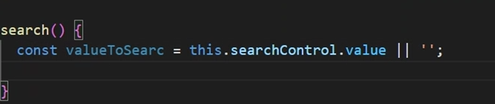 search() {
const valueToSearc = this.searchControl.value || '';
}